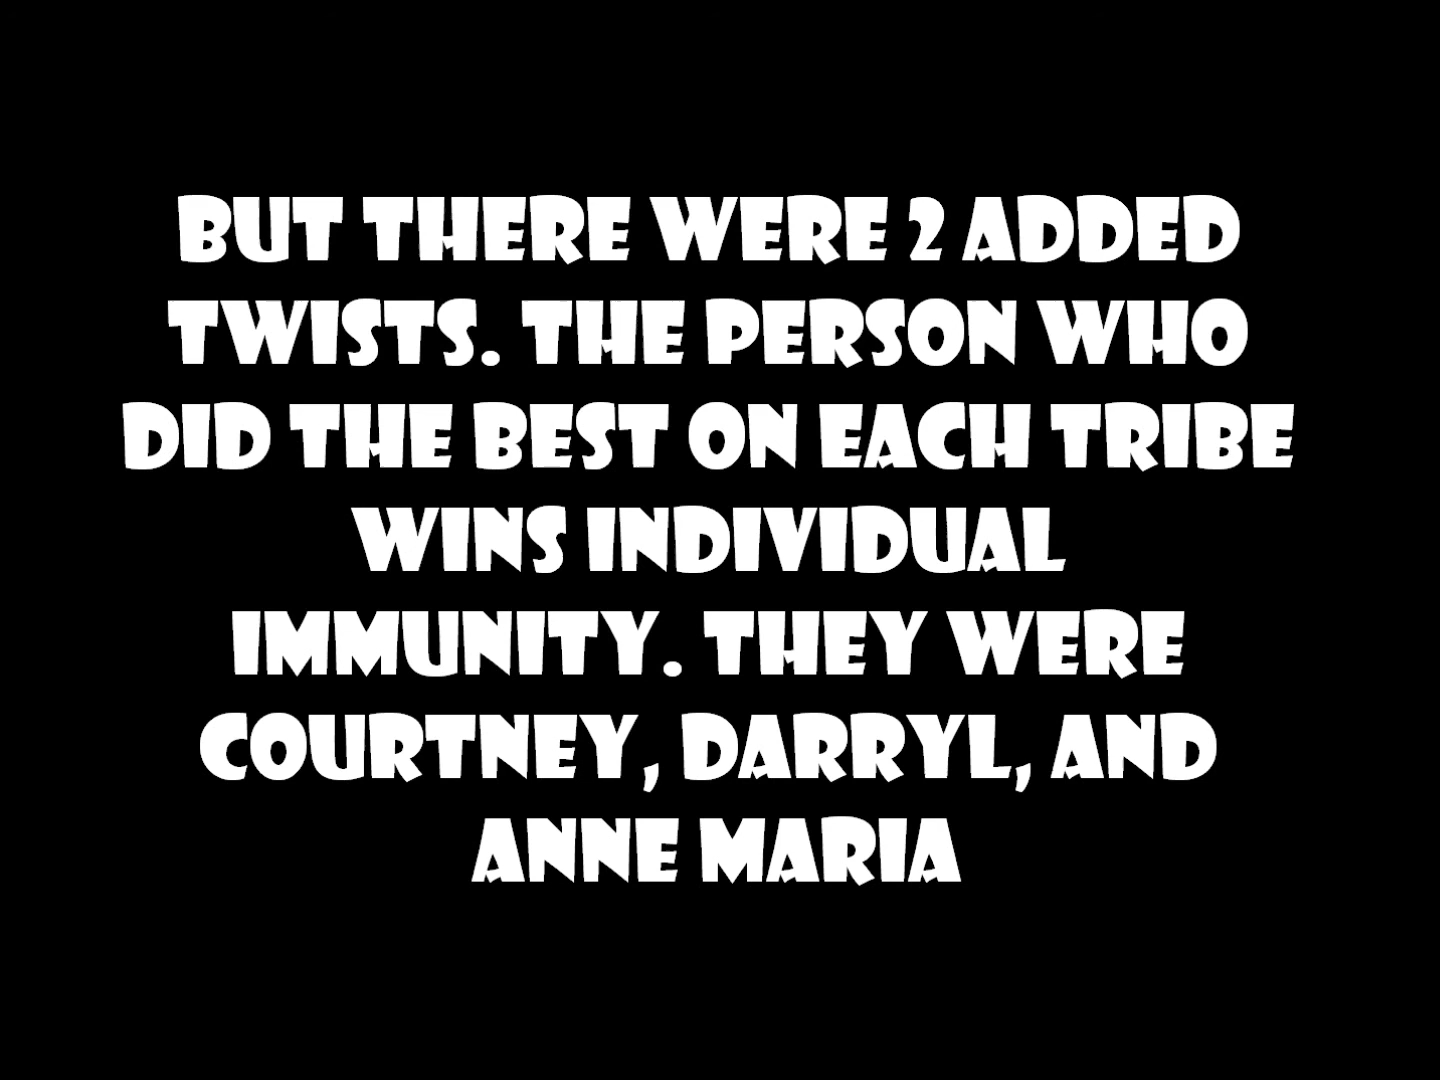 BUT THERE WERE 2 ADDED
TWISTS. THE PERSON WHO
DID THE BEST ON EACH TRIBE
WINS INDIVIDUAL
IMMUNITY. THEY WERE
COURTNEY, DARRYL, AND
ANNE MARIA